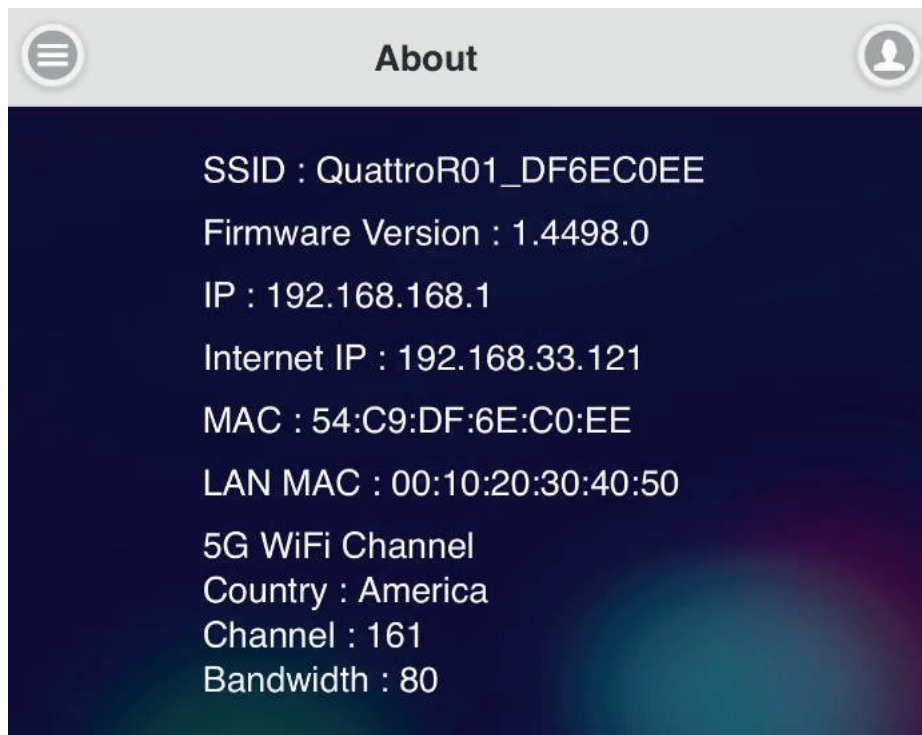 About
SSID : QuattroR01_DF6EC0EE
Firmware Version : 1.4498.0
IP : 192.168.168.1
Internet IP : 192.168.33.121
MAC : 54:C9:DF:6E:C0:EE
LAN MAC : 00:10:20:30:40:50
5G WiFi Channel
Country : America
Channel : 161
Bandwidth : 80